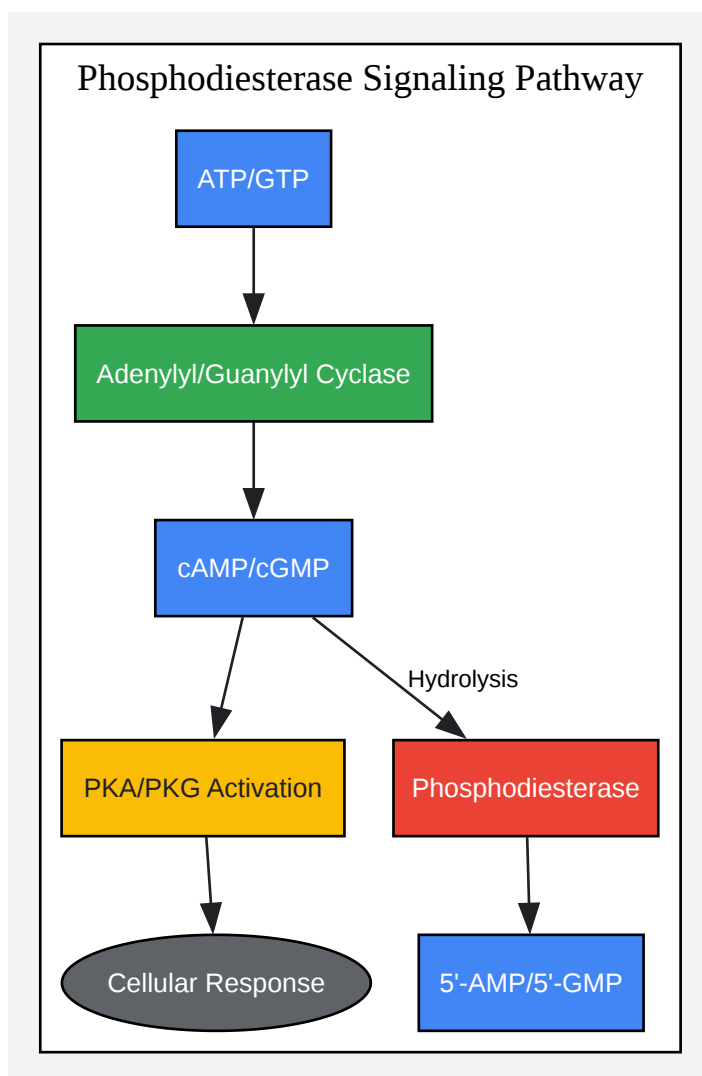 Phosphodiesterase Signaling Pathway
ATP/GTP
Adenylyl/Guanylyl Cyclase
cAMP/cGMP
Hydrolysis
PKA/PKG Activation
Phosphodiesterase
Cellular Response
5'-AMP/5'-GMP